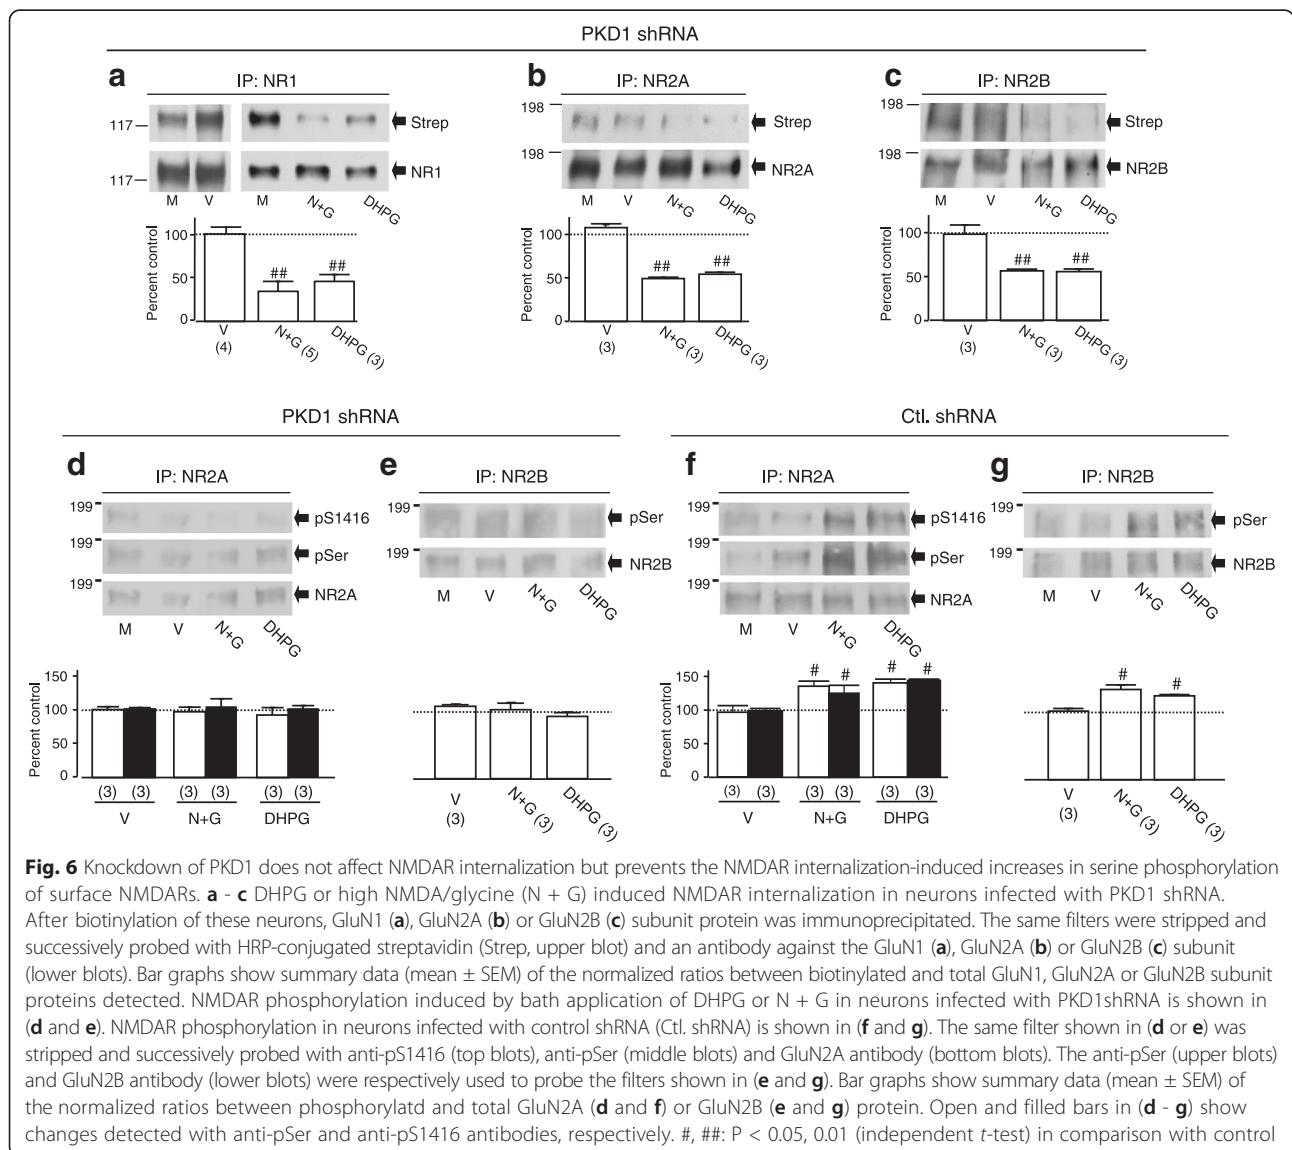 PKD1 shRNA
a
IP: NR1
117
Strep
117
NR1
M V M N+G DHPG
Percent control
100
50
0
## ##
V (4) N+G (5) DHPG (3)
b
IP: NR2A
198
Strep
198
NR2A
M V N+G DHPG
Percent control
100
50
0
## ##
V (3) N+G (3) DHPG (3)
c
IP: NR2B
198
Strep
198
NR2B
M V N+G DHPG
Percent control
100
50
0
## ##
V (3) N+G (3) DHPG (3)
PKD1 shRNA
d
IP: NR2A
199
pS1416
199
pSer
199
NR2A
M V N+G DHPG
Percent control
150
100
50
0
(3) (3) (3) (3) (3) (3)
V N+G DHPG
e
IP: NR2B
199
pSer
199
NR2B
M V N+G DHPG
V (3) N+G (3) DHPG (3)
Ctl. shRNA
f
IP: NR2A
199
pS1416
199
pSer
199
NR2A
M V N+G DHPG
Percent control
150
100
50
0
# # # #
(3) (3) (3) (3) (3) (3)
V N+G DHPG
g
IP: NR2B
199
pSer
199
NR2B
M V N+G DHPG
# #
V (3) N+G (3) DHPG (3)
Fig. 6 Knockdown of PKD1 does not affect NMDAR internalization but prevents the NMDAR internalization-induced increases in serine phosphorylation
of surface NMDARs. a - c DHPG or high NMDA/glycine (N + G) induced NMDAR internalization in neurons infected with PKD1 shRNA.
After biotinylation of these neurons, GluN1 (a), GluN2A (b) or GluN2B (c) subunit protein was immunoprecipitated. The same filters were stripped and
successively probed with HRP-conjugated streptavidin (Strep, upper blot) and an antibody against the GluN1 (a), GluN2A (b) or GluN2B (c) subunit
(lower blots). Bar graphs show summary data (mean ± SEM) of the normalized ratios between biotinylated and total GluN1, GluN2A or GluN2B subunit
proteins detected. NMDAR phosphorylation induced by bath application of DHPG or N + G in neurons infected with PKD1shRNA is shown in
(d and e). NMDAR phosphorylation in neurons infected with control shRNA (Ctl. shRNA) is shown in (f and g). The same filter shown in (d or e) was
stripped and successively probed with anti-pS1416 (top blots), anti-pSer (middle blots) and GluN2A antibody (bottom blots). The anti-pSer (upper blots)
and GluN2B antibody (lower blots) were respectively used to probe the filters shown in (e and g). Bar graphs show summary data (mean ± SEM) of
the normalized ratios between phosphorylatd and total GluN2A (d and f) or GluN2B (e and g) protein. Open and filled bars in (d - g) show
changes detected with anti-pSer and anti-pS1416 antibodies, respectively. #, ##: P < 0.05, 0.01 (independent t-test) in comparison with control